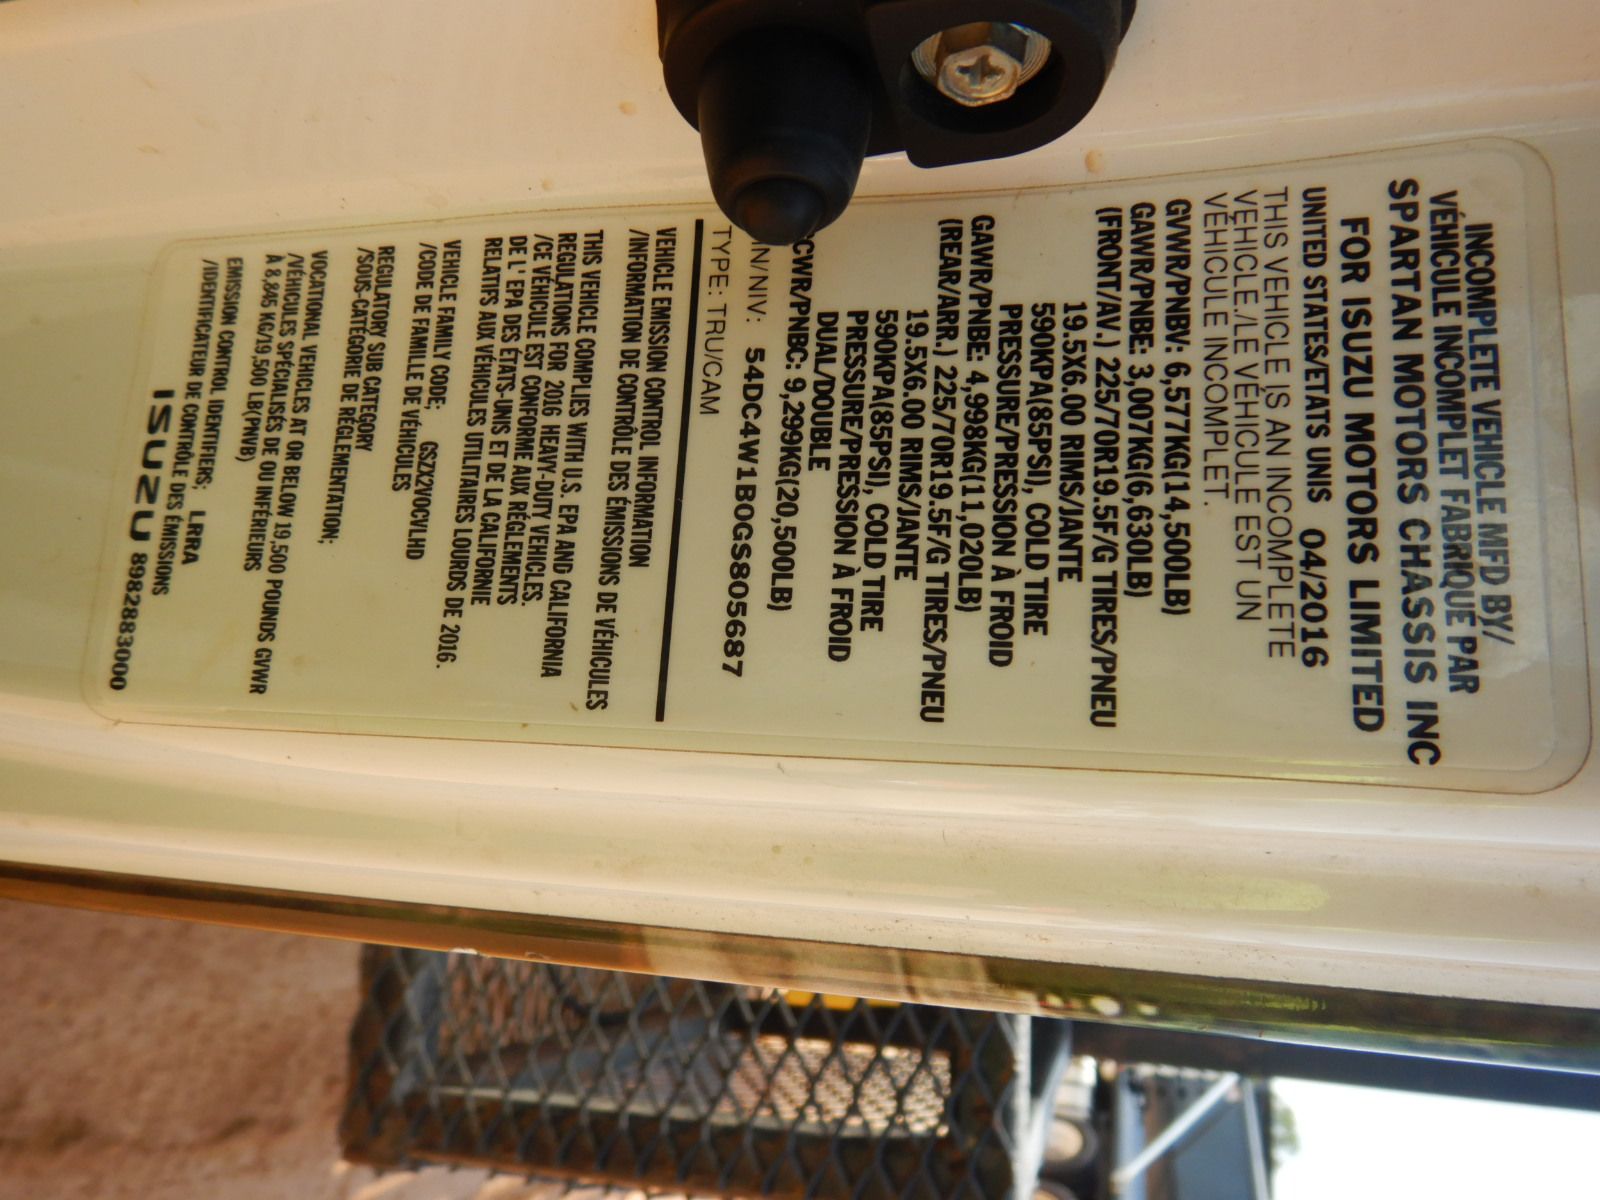 INCOMPLETE VEHICLE MFD BY/
VÉHICULE INCOMPLET FABRIQUÉ PAR
SPARTAN MOTORS CHASSIS INC
FOR ISUZU MOTORS LIMITED
UNITED STATES/ETATS UNIS 04/2016
THIS VEHICLE IS AN INCOMPLETE
VEHICLE/LE VÉHICULE EST UN
VÉHICULE INCOMPLET.
GVWR/PNBV: 6,577KG(14,500LB)
GAWR/PNBE: 3,007KG(6,630LB)
(FRONT/AV.) 225/70R19.5F/G TIRES/PNEU
19.5X6.00 RIMS/JANTE
590KPA(85PSI), COLD TIRE
PRESSURE/PRESSION À FROID
GAWR/PNBE: 4,998KG(11,020LB)
(REAR/ARR.) 225/70R19.5F/G TIRES/PNEU
19.5X6.00 RIMS/JANTE
590KPA(85PSI), COLD TIRE
PRESSURE/PRESSION À FROID
DUAL/DOUBLE
CWR/PNBC: 9,299KG(20,500LB)
IN/NIV: 54DC4W1B0GS805687
TYPE: TRU/CAM
VEHICLE EMISSION CONTROL INFORMATION
/INFORMATION DE CONTRÔLE DES ÉMISSIONS DE VÉHICULES
THIS VEHICLE COMPLIES WITH U.S. EPA AND CALIFORNIA
REGULATIONS FOR 2016 HEAVY-DUTY VEHICLES.
/CE VÉHICULE EST CONFORME AUX RÉGLEMENTS
DE L' EPA DES ÉTATS-UNIS ET DE LA CALIFORNIE
RELATIFS AUX VÉHICULES UTILITAIRES LOURDS DE 2016.
VEHICLE FAMILY CODE; GSZX2VOCVLHD
/CODE DE FAMILLE DE VÉHICULES
REGULATORY SUB CATEGORY
/SOUS-CATÉGORIE DE RÉGLEMENTATION;
VOCATIONAL VEHICLES AT OR BELOW 19,500 POUNDS GVWR
/VÉHICULES SPÉCIALISÉS DE OU INFÉRIEURS
À 8,845 KG/19,500 LB(PNVB)
EMISSION CONTROL IDENTIFIERS; LRRA
/IDENTIFICATEUR DE CONTRÔLE DES ÉMISSIONS
ISUZU 8982883000